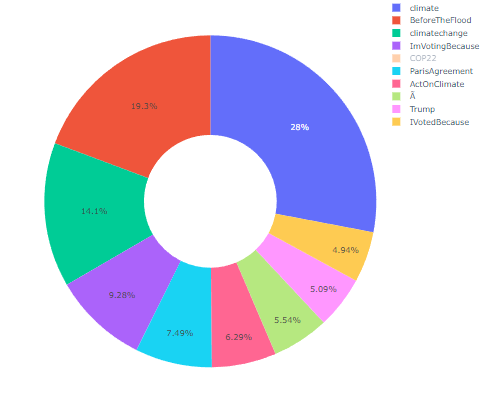 climate
BeforeTheFlood
climatechange
ImVotingBecause
COP22
ParisAgreement
ActOnClimate
Ã
Trump
IVotedBecause
19.3%
28%
14.1%
4.94%
5.09%
9.28%
5.54%
7.49%
6.29%